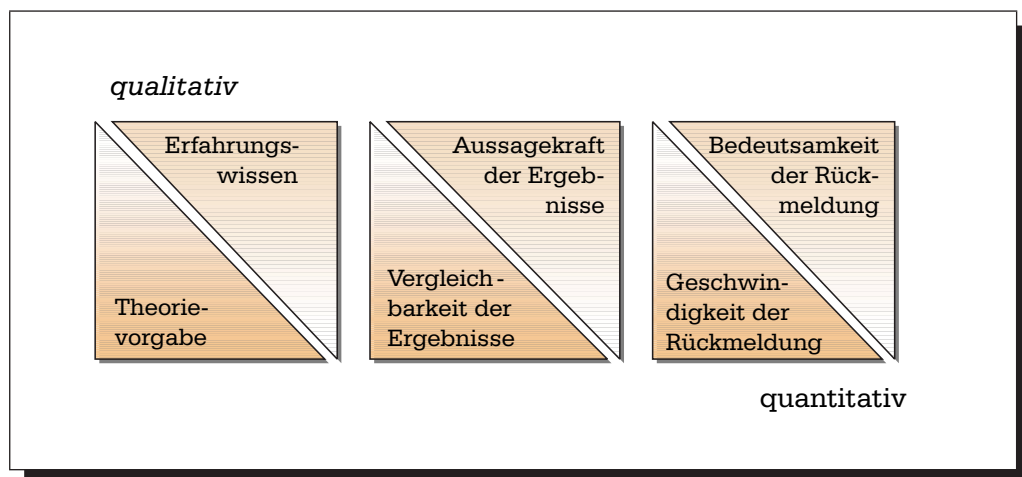 qualitativ
Erfahrungs-
wissen
Theorie-
vorgabe
Aussagekraft
der Ergeb-
nisse
Vergleich-
barkeit der
Ergebnisse
Bedeutsamkeit
der Rück-
meldung
Geschwin-
digkeit der
Rückmeldung
quantitativ